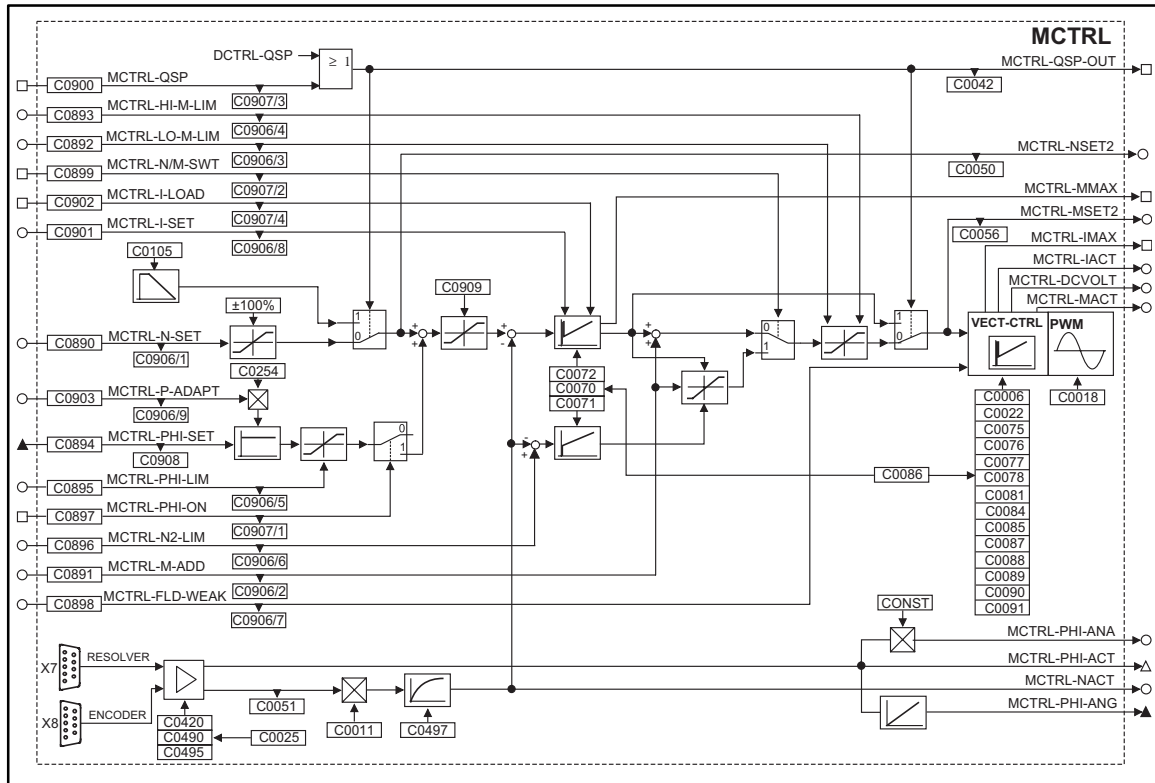 MCTRL
DCTRL-QSP
≥ 1
MCTRL-QSP-OUT
C0042
C0900 MCTRL-QSP
C0907/3
C0893 MCTRL-HI-M-LIM
C0906/4
C0892 MCTRL-LO-M-LIM
C0906/3
MCTRL-NSET2
C0050
C0899 MCTRL-N/M-SWT
C0907/2
MCTRL-MMAX
C0902 MCTRL-I-LOAD
C0907/4
MCTRL-MSET2
C0056
C0901 MCTRL-I-SET
C0906/8
MCTRL-IMAX
MCTRL-IACT
MCTRL-DCVOLT
MCTRL-MACT
C0105
C0909
±100%
1
0
+
+
+
-
+
+
0
1
1
0
VECT-CTRL
PWM
C0890 MCTRL-N-SET
C0906/1
C0254
C0072
C0070
C0071
C0006
C0022
C0075
C0076
C0077
C0078
C0081
C0084
C0085
C0087
C0088
C0089
C0090
C0091
C0018
C0903 MCTRL-P-ADAPT
C0906/9
C0894 MCTRL-PHI-SET
C0908
0
1
-
+
C0086
C0895 MCTRL-PHI-LIM
C0906/5
C0897 MCTRL-PHI-ON
C0907/1
C0896 MCTRL-N2-LIM
C0906/6
C0891 MCTRL-M-ADD
C0906/2
C0898 MCTRL-FLD-WEAK
C0906/7
CONST
MCTRL-PHI-ANA
X7 RESOLVER
MCTRL-PHI-ACT
MCTRL-NACT
X8 ENCODER
C0051
C0011
C0497
MCTRL-PHI-ANG
C0420
C0490
C0495
C0025